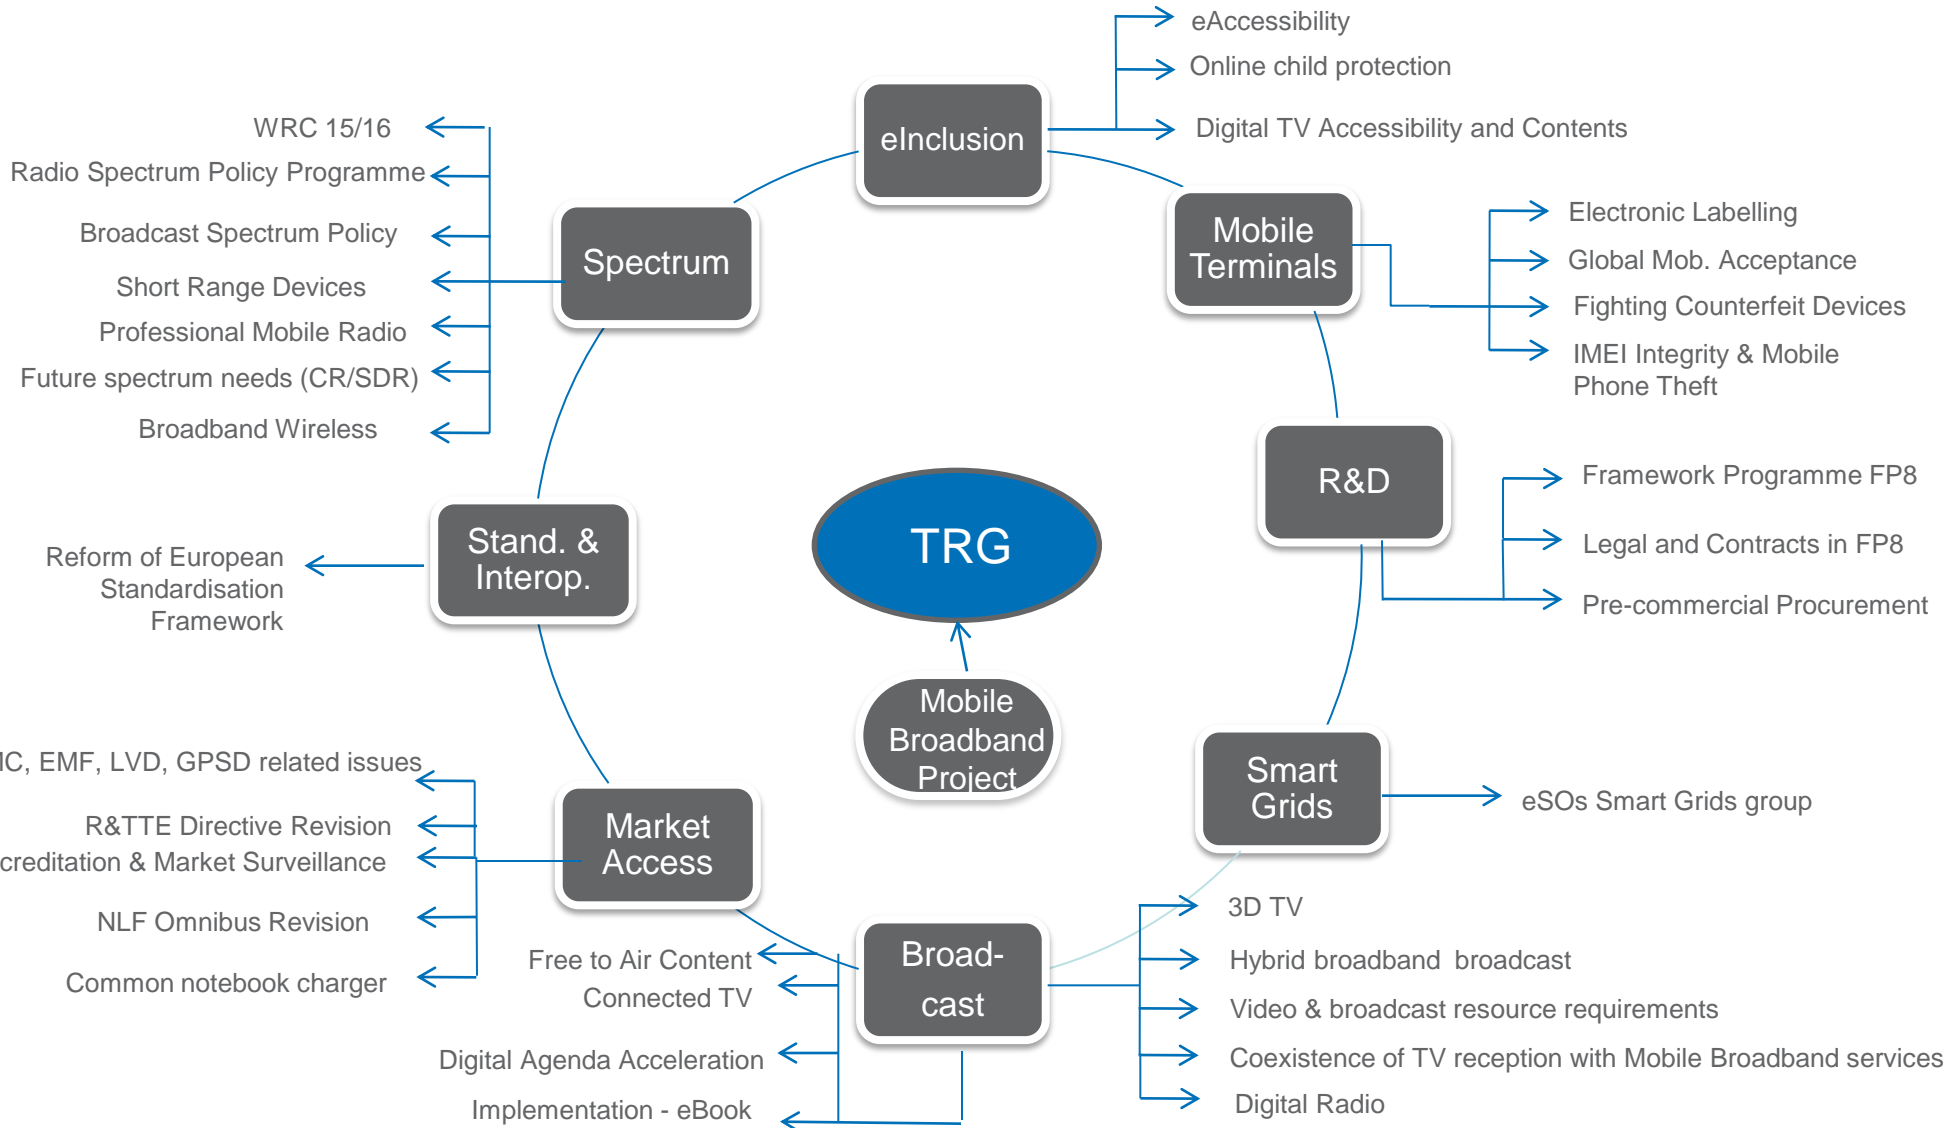 eAccessibility
Online child protection
Digital TV Accessibility and Contents
eInclusion
WRC 15/16
Radio Spectrum Policy Programme
Broadcast Spectrum Policy
Short Range Devices
Professional Mobile Radio
Future spectrum needs (CR/SDR)
Broadband Wireless
Spectrum
Mobile
Terminals
Electronic Labelling
Global Mob. Acceptance
Fighting Counterfeit Devices
IMEI Integrity & Mobile
Phone Theft
R&D
Framework Programme FP8
Legal and Contracts in FP8
Pre-commercial Procurement
Stand. &
Interop.
Reform of European
Standardisation
Framework
TRG
Mobile
Broadband
Project
Smart
Grids
eSOs Smart Grids group
MC, EMF, LVD, GPSD related issues
R&TTE Directive Revision
creditation & Market Surveillance
NLF Omnibus Revision
Common notebook charger
Market
Access
Broad-
cast
Free to Air Content
Connected TV
Digital Agenda Acceleration
Implementation - eBook
3D TV
Hybrid broadband broadcast
Video & broadcast resource requirements
Coexistence of TV reception with Mobile Broadband services
Digital Radio